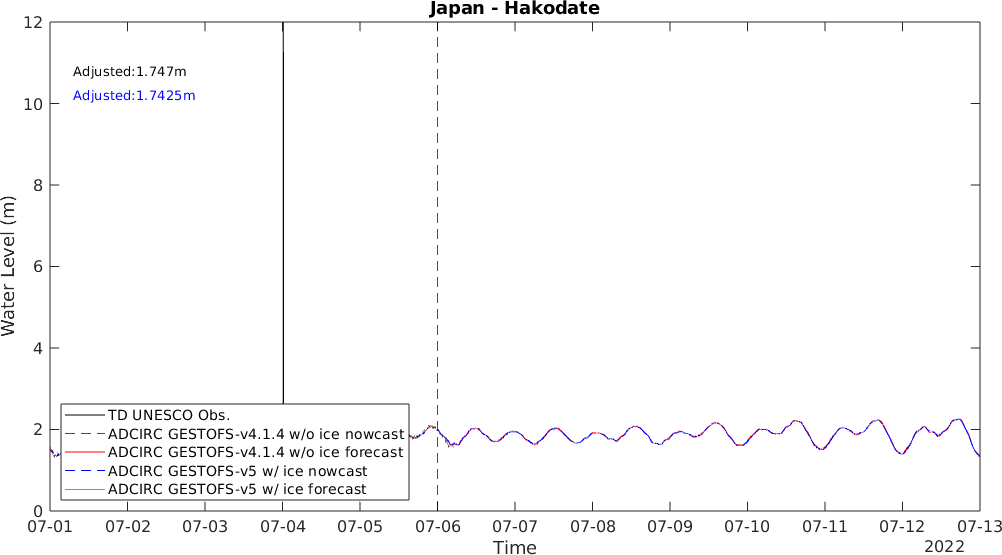 Japan - Hakodate
12
Adjusted:1.747m
Adjusted:1.7425m
10
8
6
4
2
0
Water Level (m)
TD UNESCO Obs.
ADCIRC GESTOFS-v4.1.4 w/o ice nowcast
ADCIRC GESTOFS-v4.1.4 w/o ice forecast
ADCIRC GESTOFS-v5 w/ ice nowcast
ADCIRC GESTOFS-v5 w/ ice forecast
07-01 07-02 07-03 07-04 07-05 07-06 07-07 07-08 07-09 07-10 07-11 07-12 07-13
Time
2022